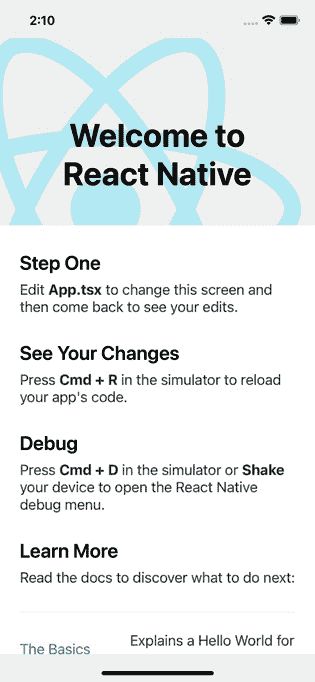 2:10
Welcome to
React Native
Step One
Edit App.tsx to change this screen and
then come back to see your edits.
See Your Changes
Press Cmd + R in the simulator to reload
your app's code.
Debug
Press Cmd + D in the simulator or Shake
your device to open the React Native
debug menu.
Learn More
Read the docs to discover what to do next:
The Basics
Explains a Hello World for